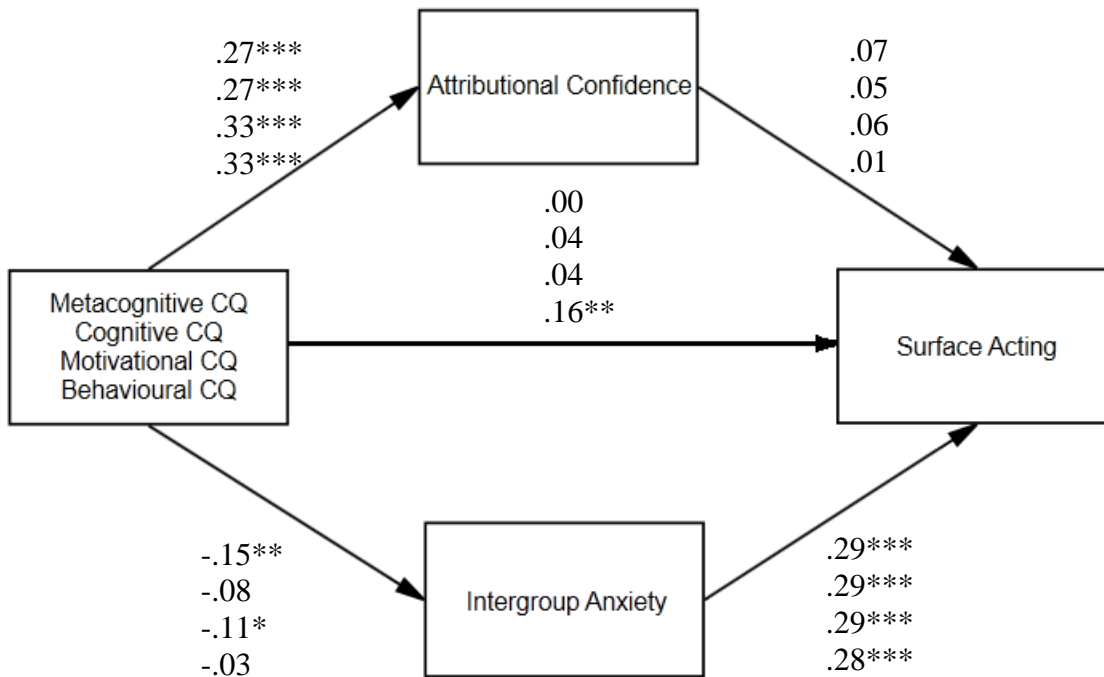 .27***
.27***
.33***
.33***
Attributional Confidence
.07
.05
.06
.01
.00
.04
.04
.16**
Metacognitive CQ
Cognitive CQ
Motivational CQ
Behavioural CQ
Surface Acting
-.15**
-.08
-.11*
-.03
Intergroup Anxiety
.29***
.29***
.29***
.28***